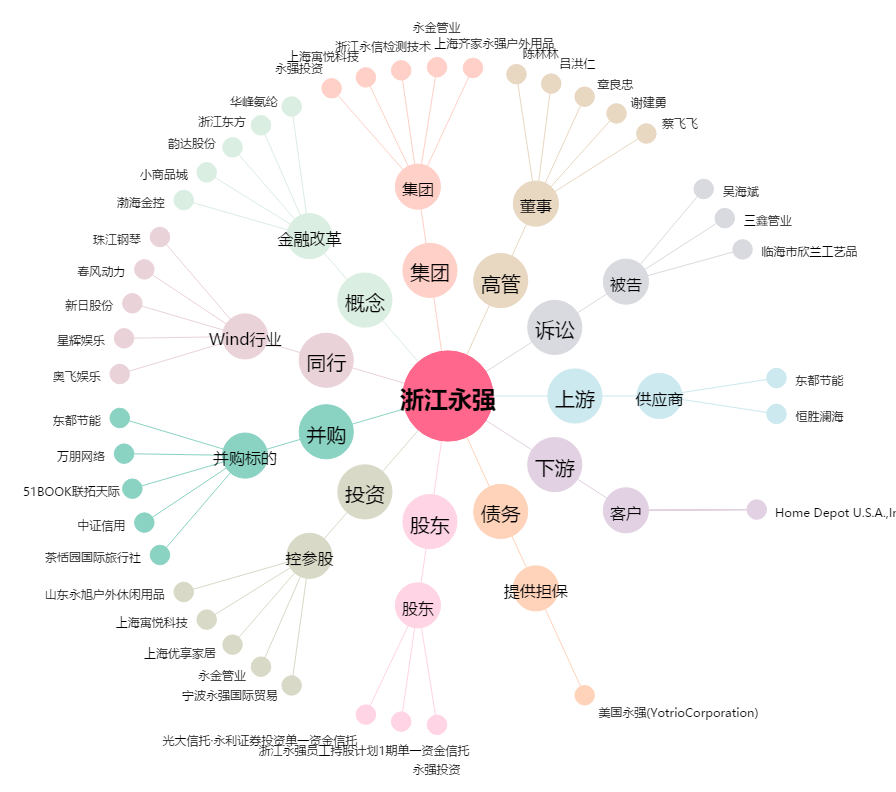 永金管业
浙江永信检测技术
上海齐家永强户外用品
上海寓悦科技
永强投资
陈林林
吕洪仁
章良忠
谢建勇
蔡飞飞
华峰氨纶
浙江东方
韵达股份
小商品城
渤海金控
集团
董事
吴海斌
三鑫管业
临海市欣兰工艺品
珠江钢琴
春风动力
新日股份
星辉娱乐
奥飞娱乐
金融改革
集团
高管
被告
概念
诉讼
Wind行业
同行
浙江永强
上游
供应商
东都节能
恒胜澜海
东都节能
万朋网络
51BOOK联拓天际
中证信用
茶恬园国际旅行社
并购标的
并购
下游
投资
股东
债务
客户
Home Depot U.S.A.,In
控参股
提供担保
山东永旭户外休闲用品
上海寓悦科技
上海优享家居
永金管业
宁波永强国际贸易
股东
美国永强(YotrioCorporation)
光大信托·永利证券投资单一资金信托
浙江永强员工持股计划1期单一资金信托
永强投资